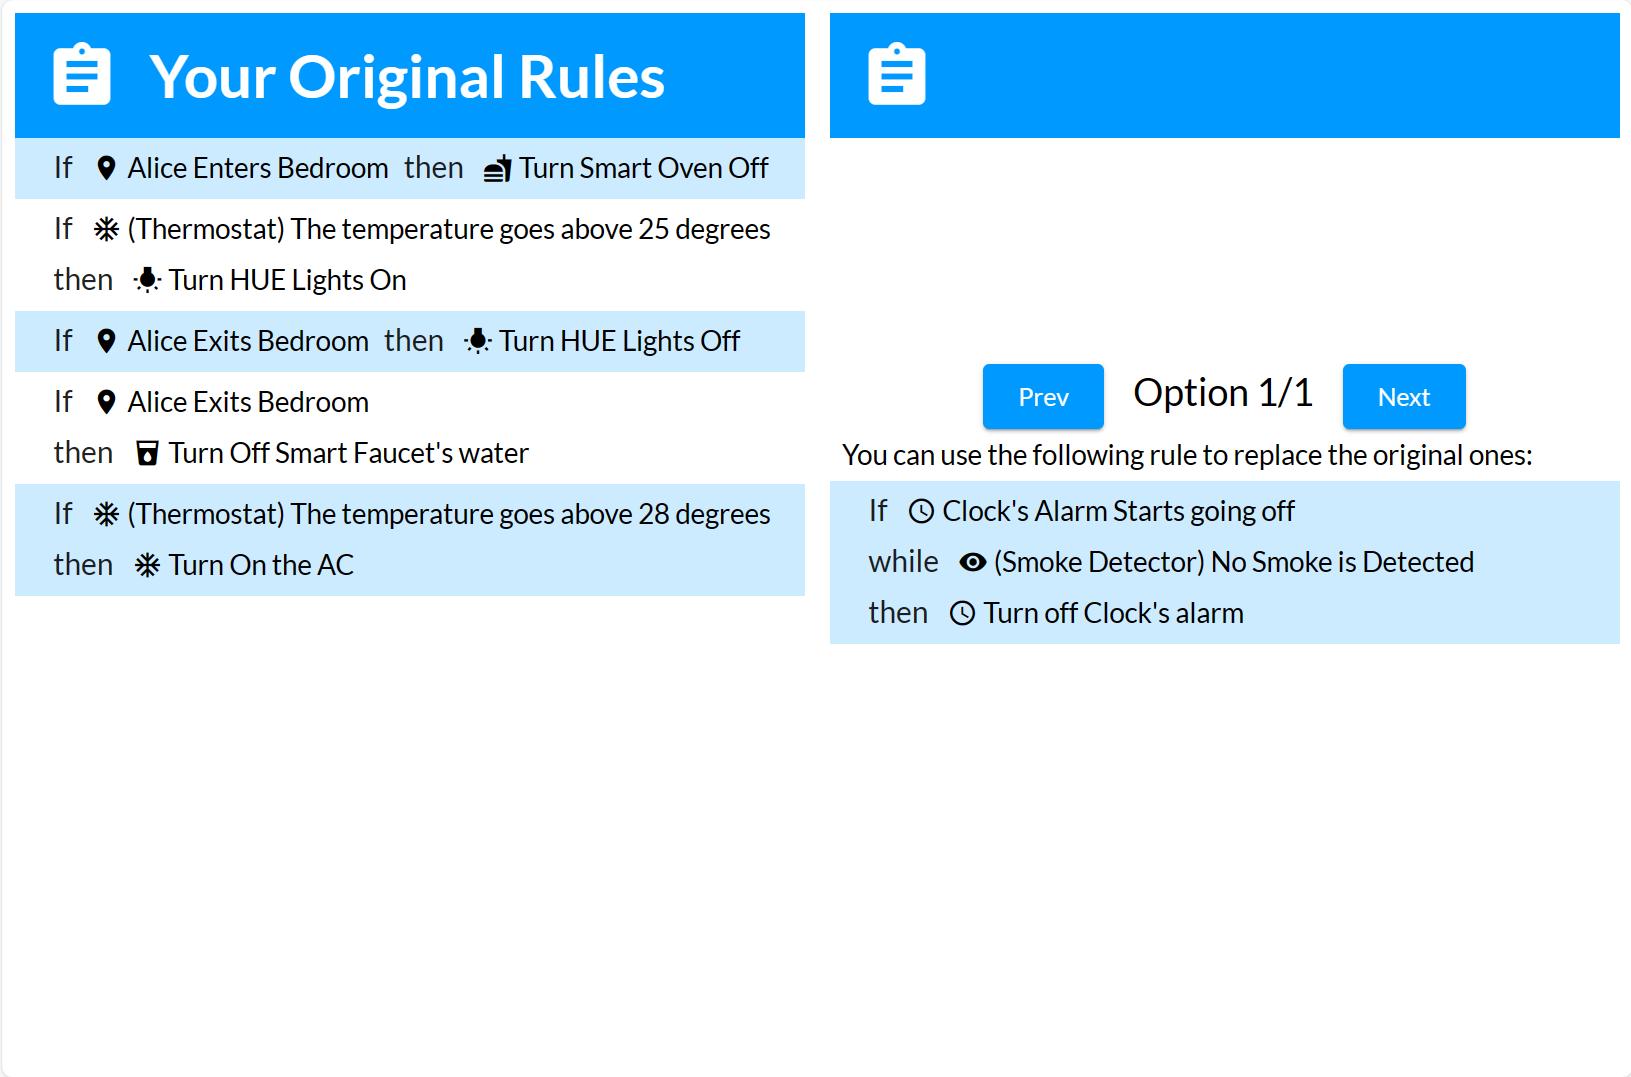 Your Original Rules
If Alice Enters Bedroom then Turn Smart Oven Off
If (Thermostat) The temperature goes above 25 degrees
then Turn HUE Lights On
If Alice Exits Bedroom then Turn HUE Lights Off
If Alice Exits Bedroom
then Turn Off Smart Faucet's water
If (Thermostat) The temperature goes above 28 degrees
then Turn On the AC
Prev Option 1/1 Next
You can use the following rule to replace the original ones:
If Clock's Alarm Starts going off
while (Smoke Detector) No Smoke is Detected
then Turn off Clock's alarm